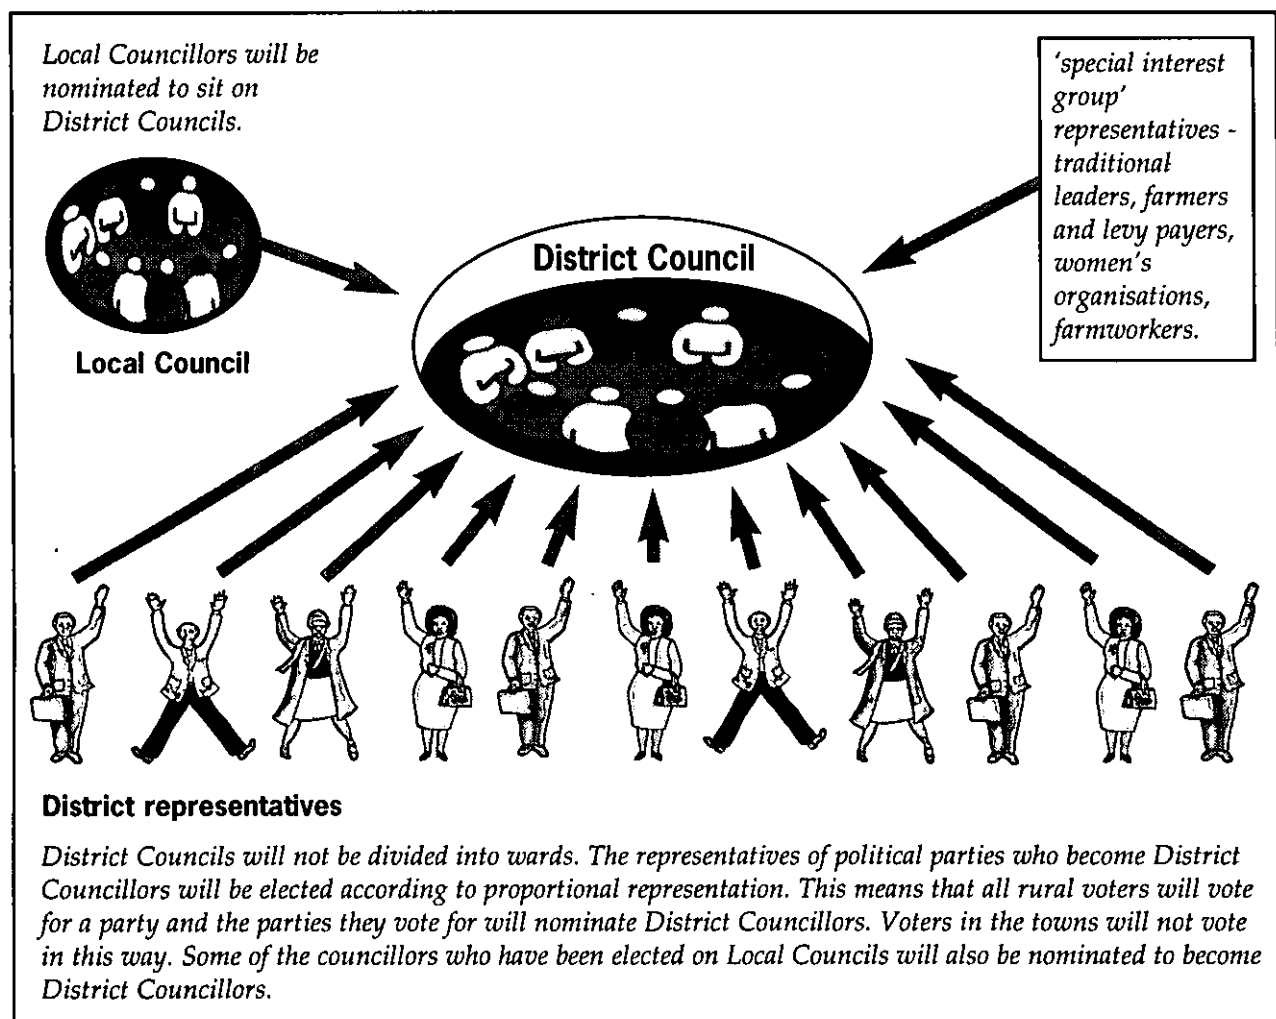 Local Councillors will be
nominated to sit on
District Councils.
'special interest
group'
representatives -
traditional
leaders, farmers
and levy payers,
women's
organisations,
farmworkers.
District Council
Local Council
District representatives
District Councils will not be divided into wards. The representatives of political parties who become District
Councillors will be elected according to proportional representation. This means that all rural voters will vote
for a party and the parties they vote for will nominate District Councillors. Voters in the towns will not vote
in this way. Some of the councillors who have been elected on Local Councils will also be nominated to become
District Councillors.